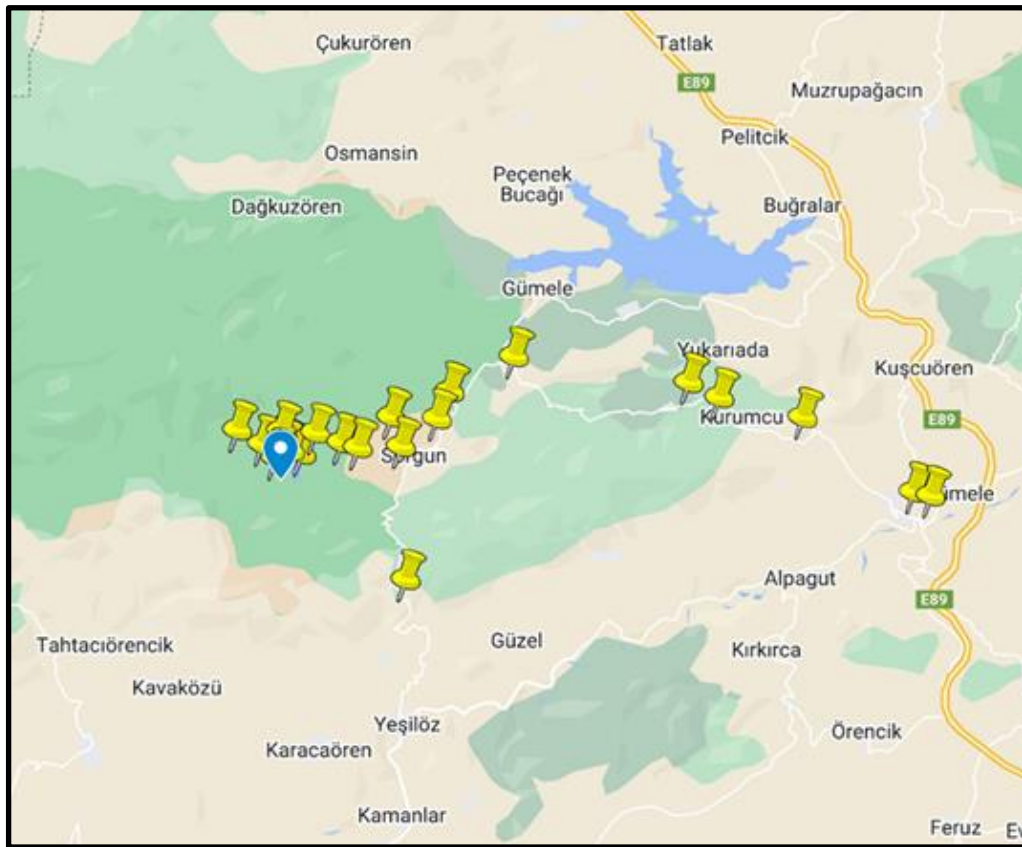 Çukurören
Tatlak
E89
Muzrupağacın
Pelitcik
Osmansin
Peçenek
Bucağı
Dağkuzören
Buğralar
Gümele
Yukarıada
Kuşcuören
Kurumcu
E89
Sorgun
Alpagut
E89
Güzel
Kırkırca
Tahtacıörencik
Kavaközü
Yeşilöz
Örencik
Karacaören
Kamanlar
Feruz